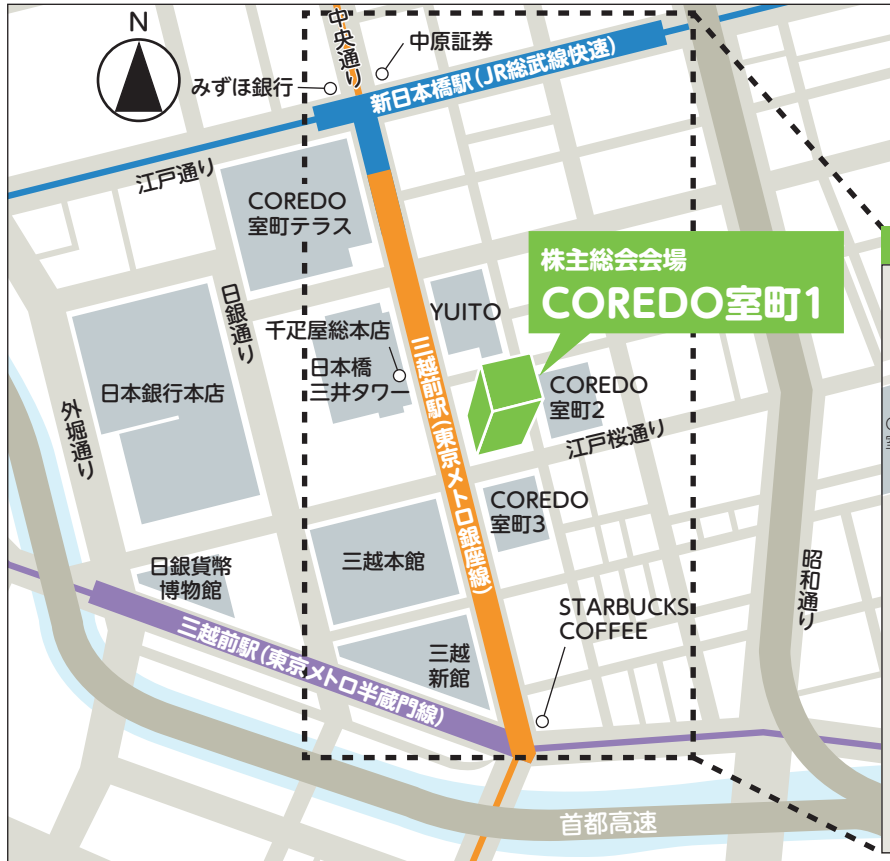 N
中央通り
中原証券
みずほ銀行
新日本橋駅（JR総武線快速）
江戸通り
COREDO
室町テラス
株主総会会場
COREDO室町1
日銀通り
YUITO
千疋屋総本店
日本橋
三井タワー
三越前駅（東京メトロ銀座線）
日本銀行本店
COREDO
室町2
外堀通り
江戸桜通り
COREDO
室町3
三越本館
日銀貨幣
博物館
昭和通り
STARBUCKS
COFFEE
三越前駅（東京メトロ半蔵門線）
三越
新館
首都高速